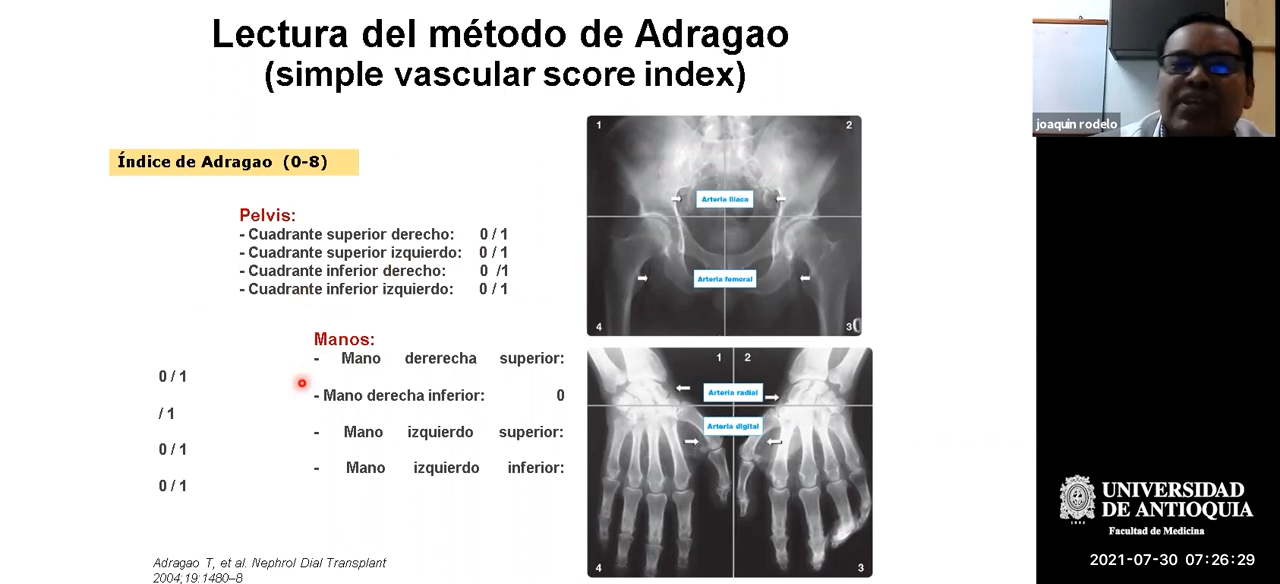 Lectura del método de Adragao
(simple vascular score index)
Índice de Adragao (0-8)
Pelvis:
- Cuadrante superior derecho: 0 / 1
- Cuadrante superior izquierdo: 0 / 1
- Cuadrante inferior derecho: 0 /1
- Cuadrante inferior izquierdo: 0 / 1
Manos:
- Mano dererecha superior:
0 / 1
- Mano derecha inferior: 0
/ 1
- Mano izquierdo superior:
0 / 1
- Mano izquierdo inferior:
0 / 1
Adragao T, et al. Nephrol Dial Transplant
2004;19:1480–8
1 2
Arteria Iliaca
Arteria femoral
4 3
1 2
Arteria radial
Arteria digital
4 3
joaquin rodelo
UNIVERSIDAD
DE ANTIOQUIA
1803
Facultad de Medicina
2021-07-30 07:26:29